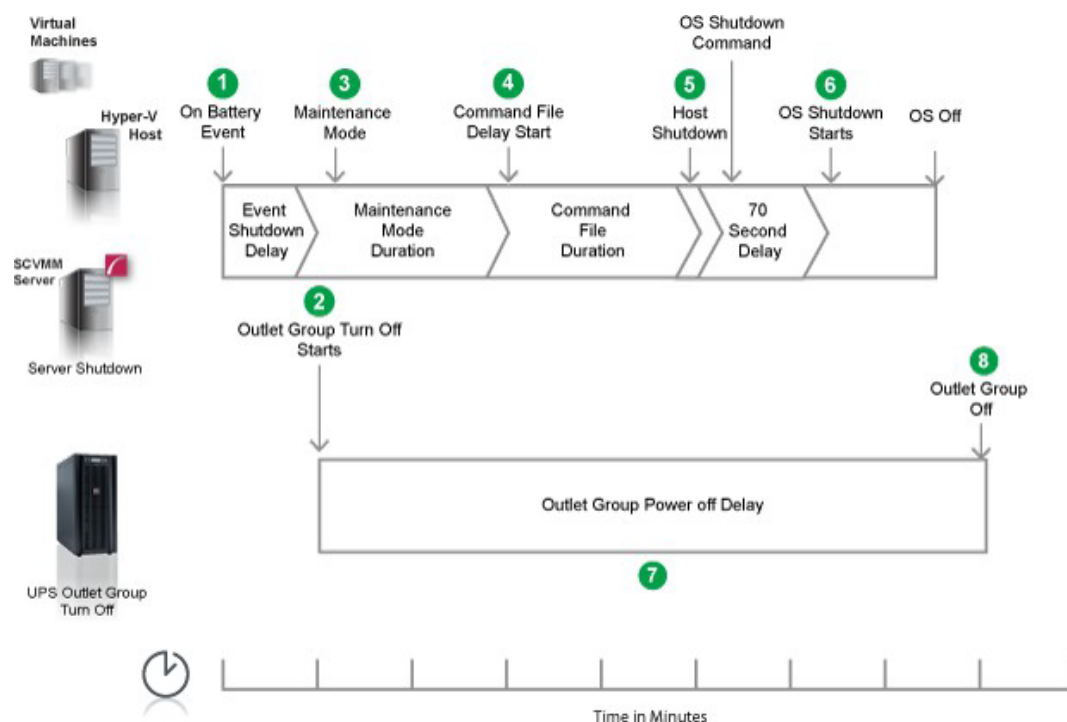 Virtual
Machines
Hyper-V
Host
SCVMM
Server
Server Shutdown
UPS Outlet Group
Turn Off
1
On Battery
Event
3
Maintenance
Mode
4
Command File
Delay Start
5
Host
Shutdown
OS Shutdown
Command
6
OS Shutdown
Starts
OS Off
Event
Shutdown
Delay
Maintenance
Mode
Duration
Command
File
Duration
70
Second
Delay
2
Outlet Group Turn Off
Starts
8
Outlet Group
Off
Outlet Group Power off Delay
7
Time in Minutes